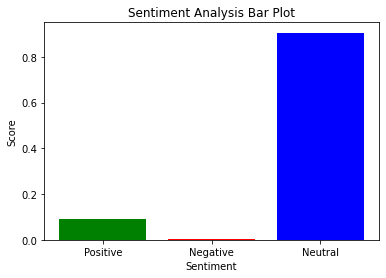 Sentiment Analysis Bar Plot
0.8
0.6
0.4
0.2
0.0
Score
Positive Negative Neutral
Sentiment